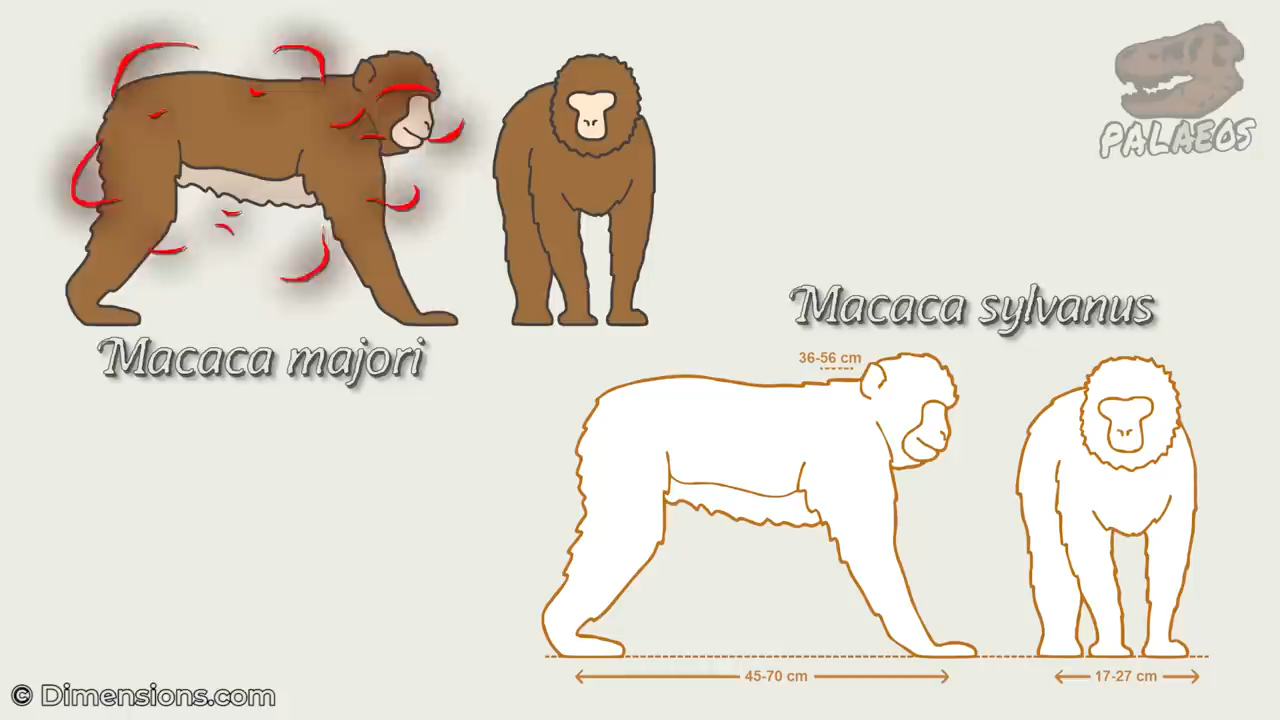 PALAEOS
Macaca majori
Macaca sylvanus
36-56 cm
45-70 cm
17-27 cm
© Dimensions.com